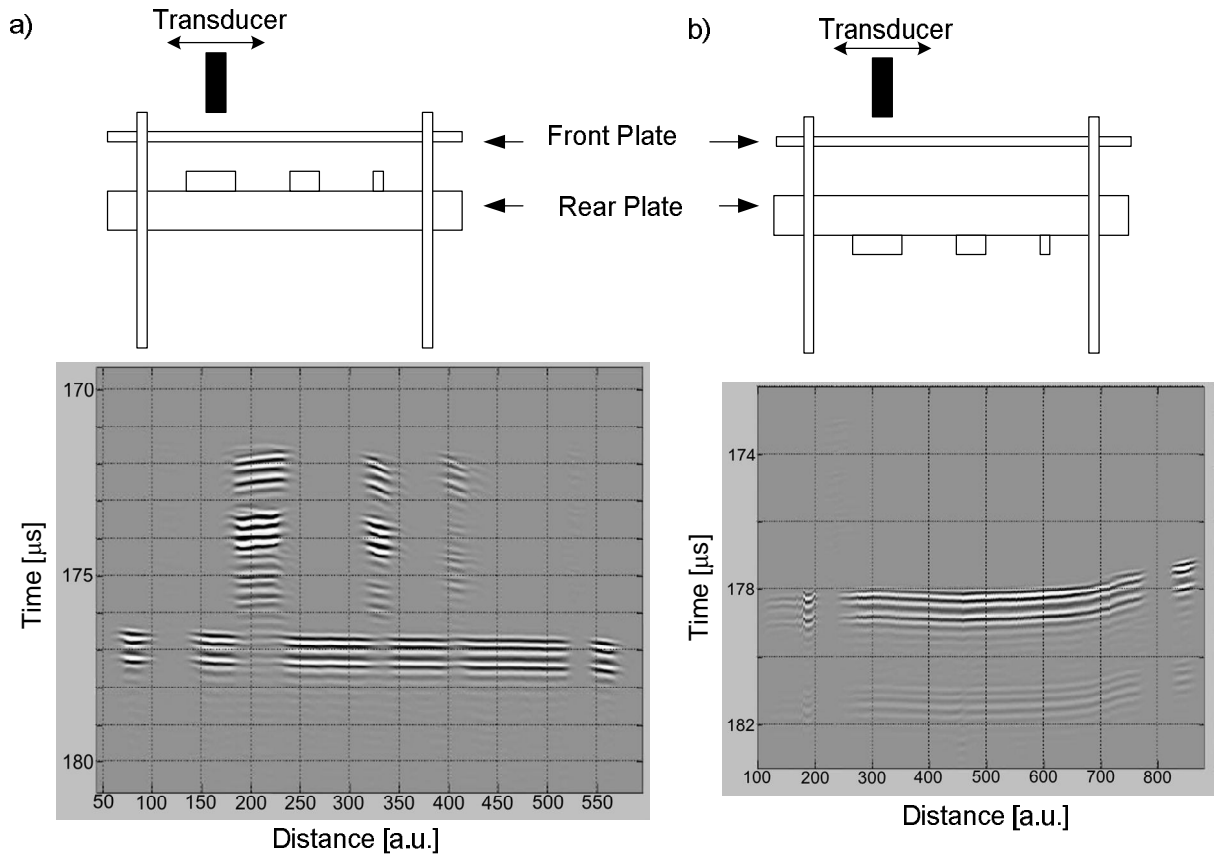 a)
Transducer
b)
Transducer
Front Plate
Rear Plate
Time [µs]
170
175
180
50 100 150 200 250 300 350 400 450 500 550
Distance [a.u.]
Time [µs]
174
178
182
100 200 300 400 500 600 700 800
Distance [a.u.]